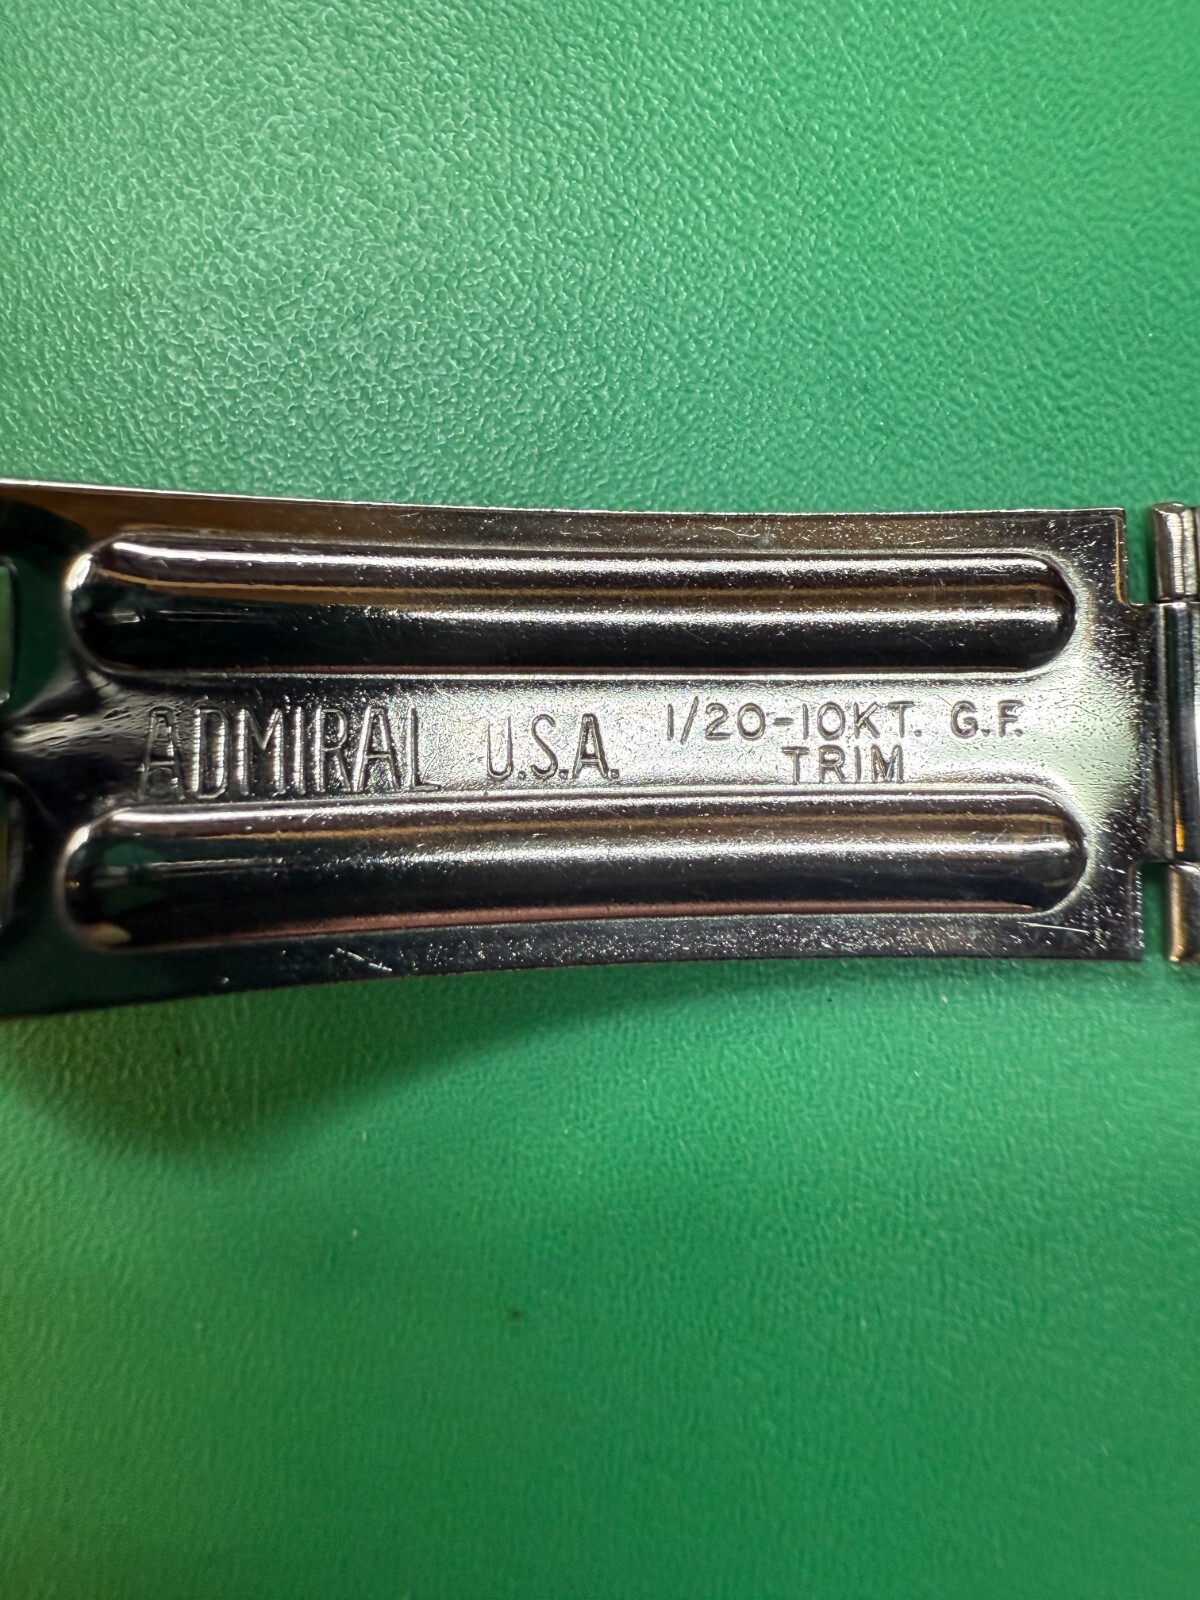 ADMIRAL U.S.A. 1/20-10KT. G.F.
TRIM